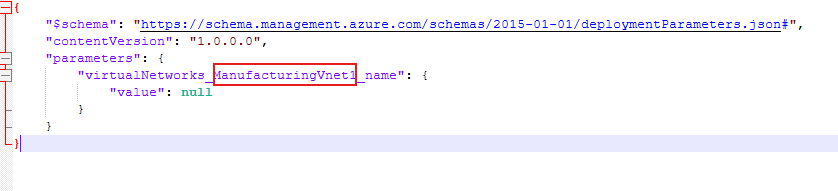 {
"$schema": "https://schema.management.azure.com/schemas/2015-01-01/deploymentParameters.json#",
"contentVersion": "1.0.0.0",
"parameters": {
"virtualNetworks_ManufacturingVnet1_name": {
"value": null
}
}
}